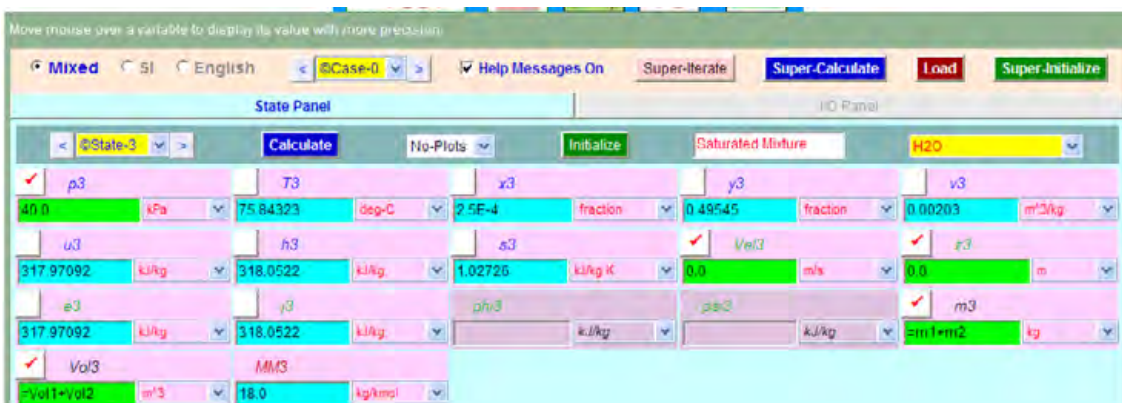 Move mouse over a variable to display its value with more precision.
Mixed SI English < ©Case-0 > Help Messages On Super-Iterate Super-Calculate Load Super-Initialize
State Panel I/O Panel
< ©State-3 > Calculate No-Plots Initialize Saturated Mixture H2O
p3 T3 x3 y3 v3
40.0 kPa 75.84323 deg-C 2.5E-4 fraction 0.49545 fraction 0.00203 m^3/kg
u3 h3 s3 Vel3 z3
317.97092 kJ/kg 318.0522 kJ/kg 1.02726 kJ/kg.K 0.0 m/s 0.0 m
e3 j3 phi3 psi3 m3
317.97092 kJ/kg 318.0522 kJ/kg kJ/kg kJ/kg =m1+m2 kg
Vol3 MM3
=Vol1+Vol2 m^3 18.0 kg/kmol